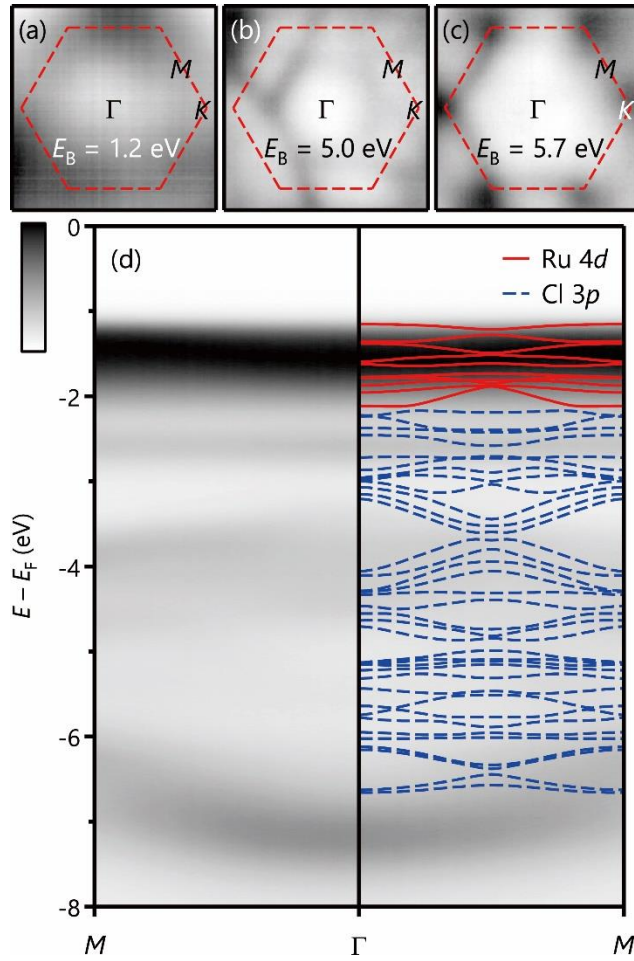 (a)
M
Γ
K
E_B = 1.2 eV
(b)
M
Γ
K
E_B = 5.0 eV
(c)
M
Γ
K
E_B = 5.7 eV
(d)
Ru 4d
Cl 3p
0
-2
-4
-6
-8
E − E_F (eV)
M
Γ
M